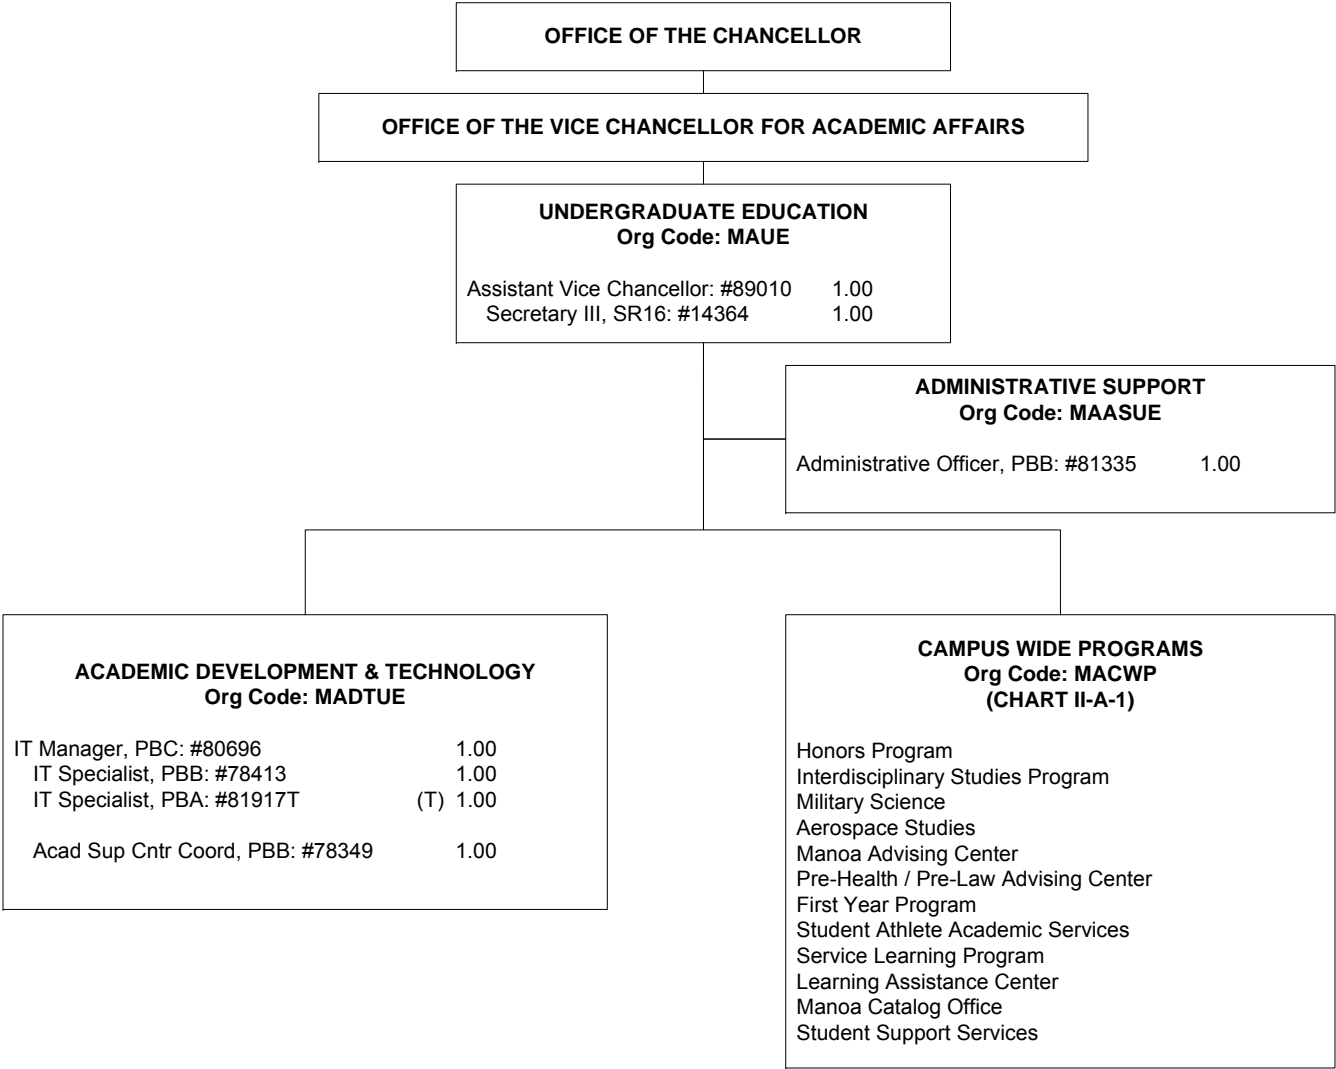 OFFICE OF THE CHANCELLOR
OFFICE OF THE VICE CHANCELLOR FOR ACADEMIC AFFAIRS
UNDERGRADUATE EDUCATION
Org Code: MAUE
Assistant Vice Chancellor: #89010 1.00
Secretary III, SR16: #14364 1.00
ADMINISTRATIVE SUPPORT
Org Code: MAASUE
Administrative Officer, PBB: #81335 1.00
ACADEMIC DEVELOPMENT & TECHNOLOGY
Org Code: MADTUE
IT Manager, PBC: #80696 1.00
IT Specialist, PBB: #78413 1.00
IT Specialist, PBA: #81917T (T) 1.00
Acad Sup Cntr Coord, PBB: #78349 1.00
CAMPUS WIDE PROGRAMS
Org Code: MACWP
(CHART II-A-1)
Honors Program
Interdisciplinary Studies Program
Military Science
Aerospace Studies
Manoa Advising Center
Pre-Health / Pre-Law Advising Center
First Year Program
Student Athlete Academic Services
Service Learning Program
Learning Assistance Center
Manoa Catalog Office
Student Support Services